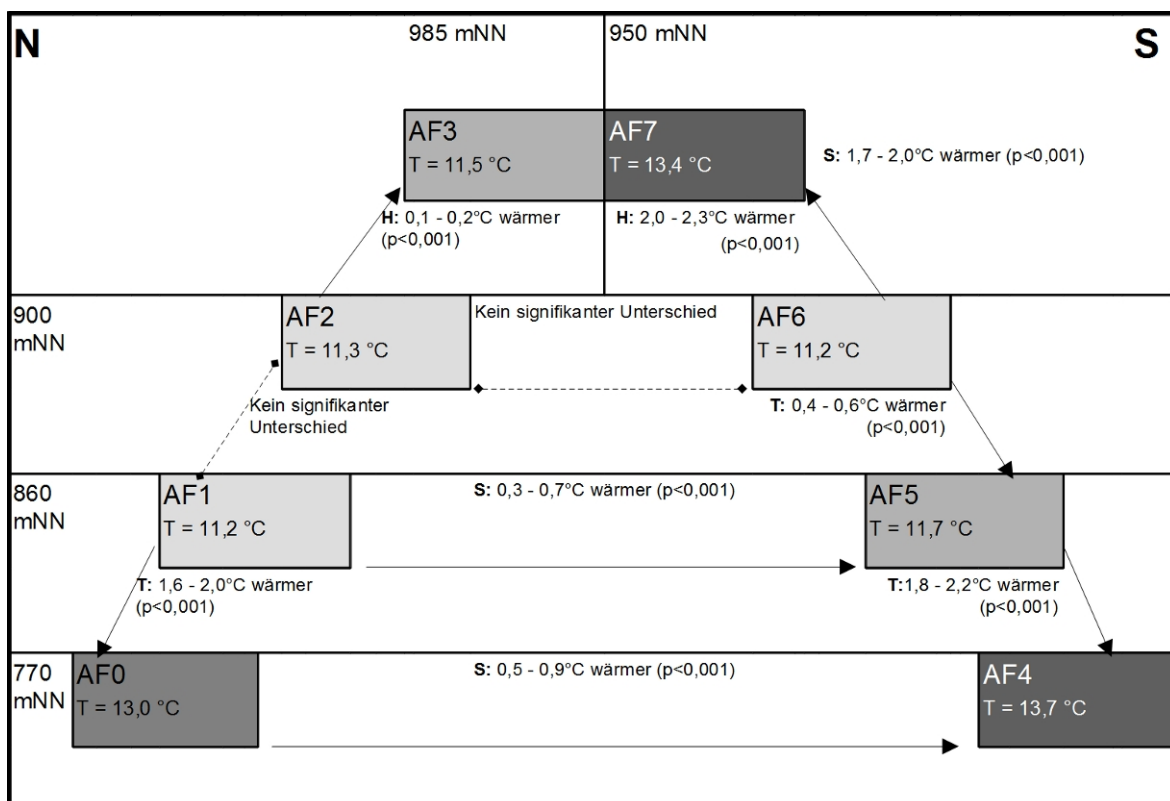 N
985 mNN
950 mNN
S
AF3
T = 11,5 °C
AF7
T = 13,4 °C
S: 1,7 - 2,0°C wärmer (p<0,001)
H: 0,1 - 0,2°C wärmer
(p<0,001)
H: 2,0 - 2,3°C wärmer
(p<0,001)
900
mNN
AF2
T = 11,3 °C
Kein signifikanter Unterschied
AF6
T = 11,2 °C
Kein signifikanter
Unterschied
T: 0,4 - 0,6°C wärmer
(p<0,001)
860
mNN
AF1
T = 11,2 °C
S: 0,3 - 0,7°C wärmer (p<0,001)
AF5
T = 11,7 °C
T: 1,6 - 2,0°C wärmer
(p<0,001)
T:1,8 - 2,2°C wärmer
(p<0,001)
770
mNN
AF0
T = 13,0 °C
S: 0,5 - 0,9°C wärmer (p<0,001)
AF4
T = 13,7 °C